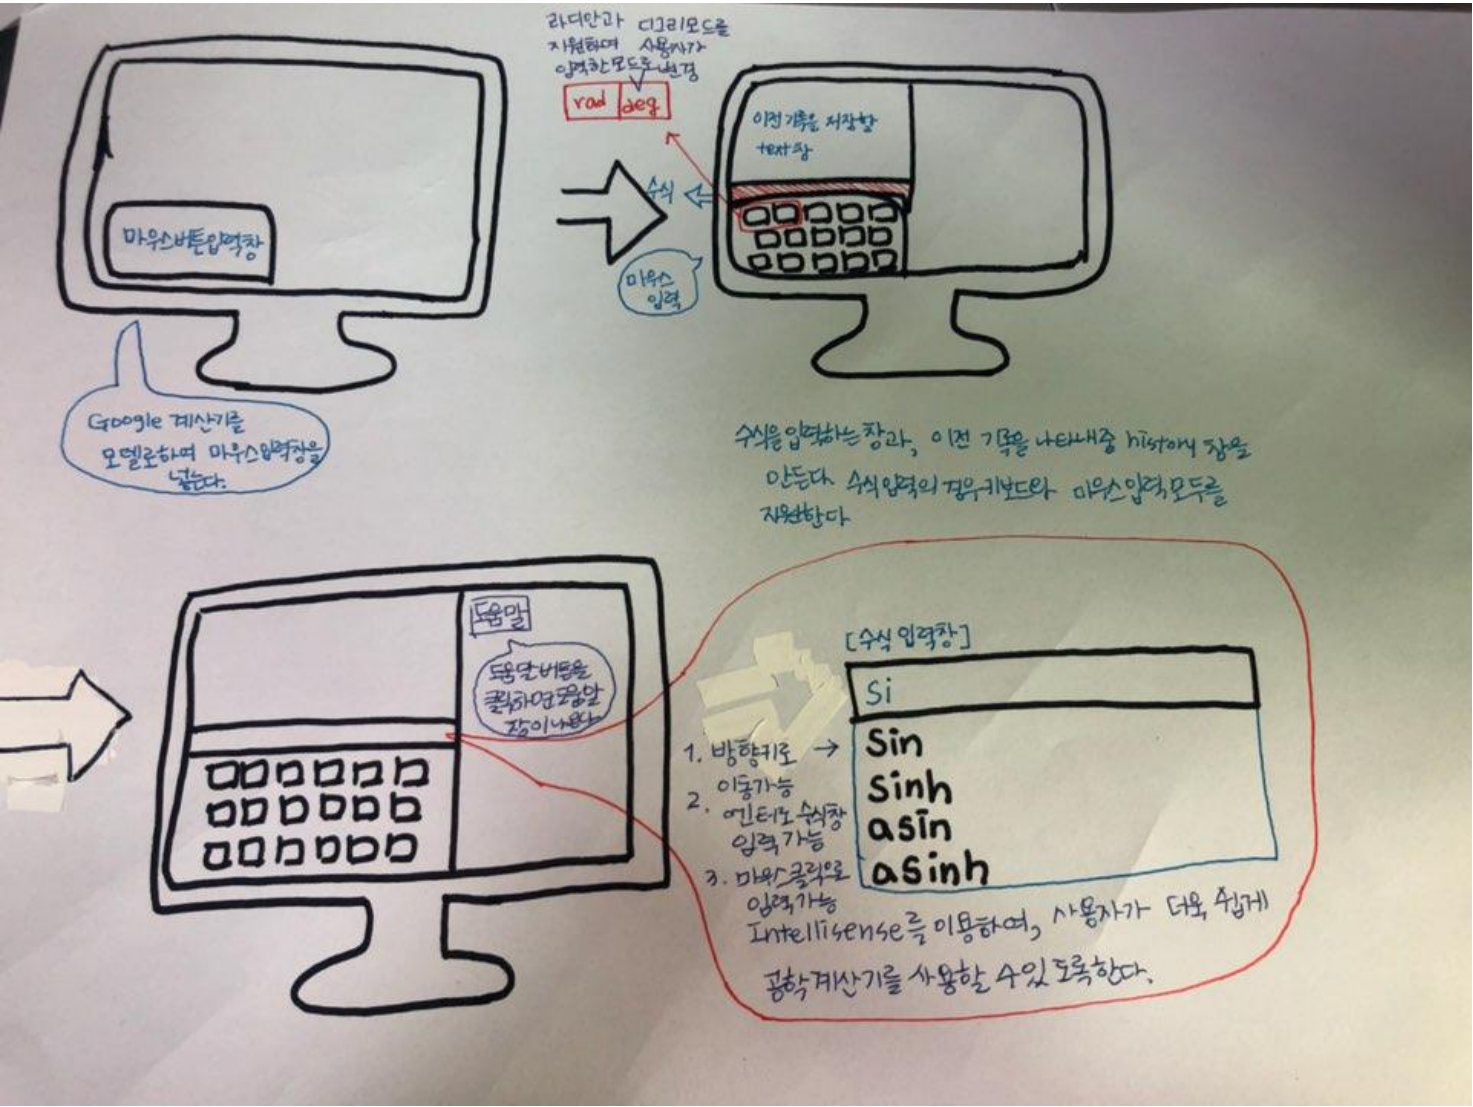 라디안과 디그리모드를
지원하며 사용자가
입력한 모드로 변경
rad deg
마우스버튼입력창
Google 계산기를
모델로하여 마우스입력창을
넣는다.
이전기록을 저장할
text창
수식
마우스
입력
수식을 입력하는 창과, 이전 기록을 나타내줄 history 창을
만든다. 수식입력의 경우키보드와 마우스입력모두를
지원한다
도움말
도움말버튼을
클릭하면 도움말
창이나온다.
[수식 입력창]
Si
Sin
Sinh
asin
asinh
1. 방향키로 →
이동가능
2. 엔터로 수식창
입력 가능
3. 마우스클릭으로
입력가능
Intellisense를 이용하여, 사용자가 더욱 쉽게
공학계산기를 사용할 수있도록한다.